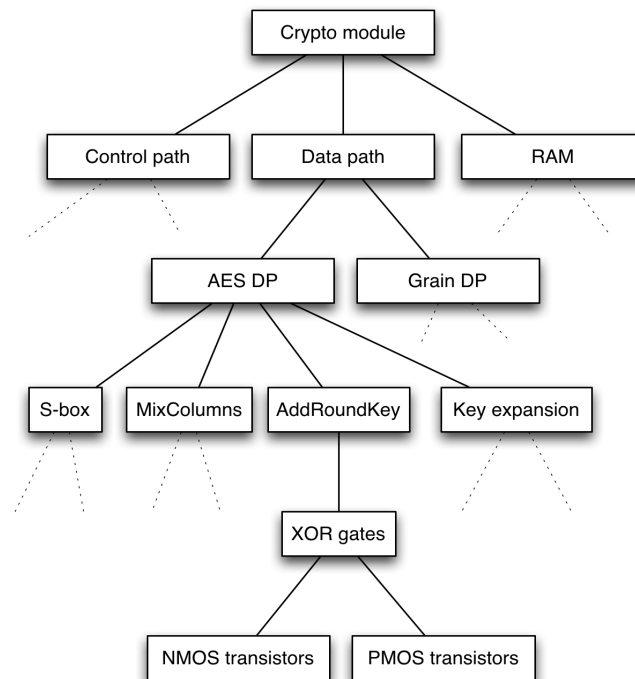 Crypto module
Control path
Data path
RAM
AES DP
Grain DP
S-box
MixColumns
AddRoundKey
Key expansion
XOR gates
NMOS transistors
PMOS transistors